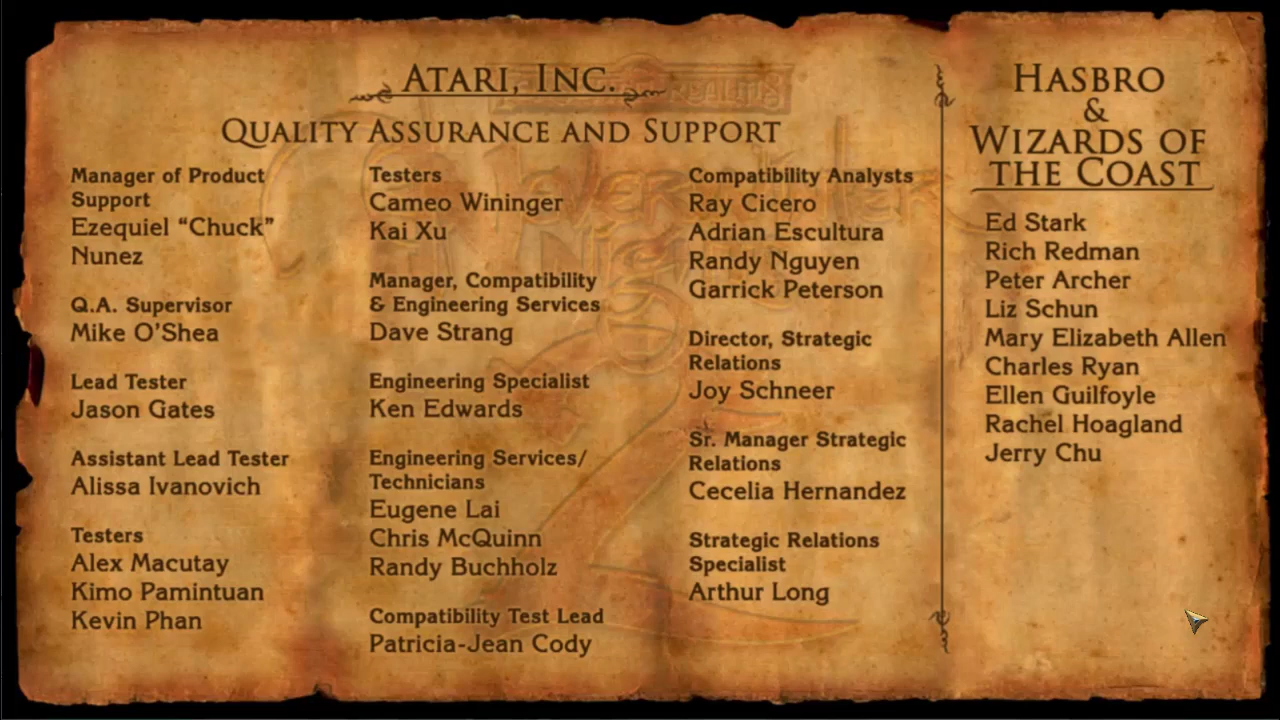 ATARI, INC.
QUALITY ASSURANCE AND SUPPORT
Manager of Product
Support
Ezequiel “Chuck”
Nunez
Q.A. Supervisor
Mike O’Shea
Lead Tester
Jason Gates
Assistant Lead Tester
Alissa Ivanovich
Testers
Alex Macutay
Kimo Pamintuan
Kevin Phan
Testers
Cameo Wininger
Kai Xu
Manager, Compatibility
& Engineering Services
Dave Strang
Engineering Specialist
Ken Edwards
Engineering Services/
Technicians
Eugene Lai
Chris McQuinn
Randy Buchholz
Compatibility Test Lead
Patricia-Jean Cody
Compatibility Analysts
Ray Cicero
Adrian Escultura
Randy Nguyen
Garrick Peterson
Director, Strategic
Relations
Joy Schneer
Sr. Manager Strategic
Relations
Cecelia Hernandez
Strategic Relations
Specialist
Arthur Long
HASBRO
&
WIZARDS OF
THE COAST
Ed Stark
Rich Redman
Peter Archer
Liz Schun
Mary Elizabeth Allen
Charles Ryan
Ellen Guilfoyle
Rachel Hoagland
Jerry Chu